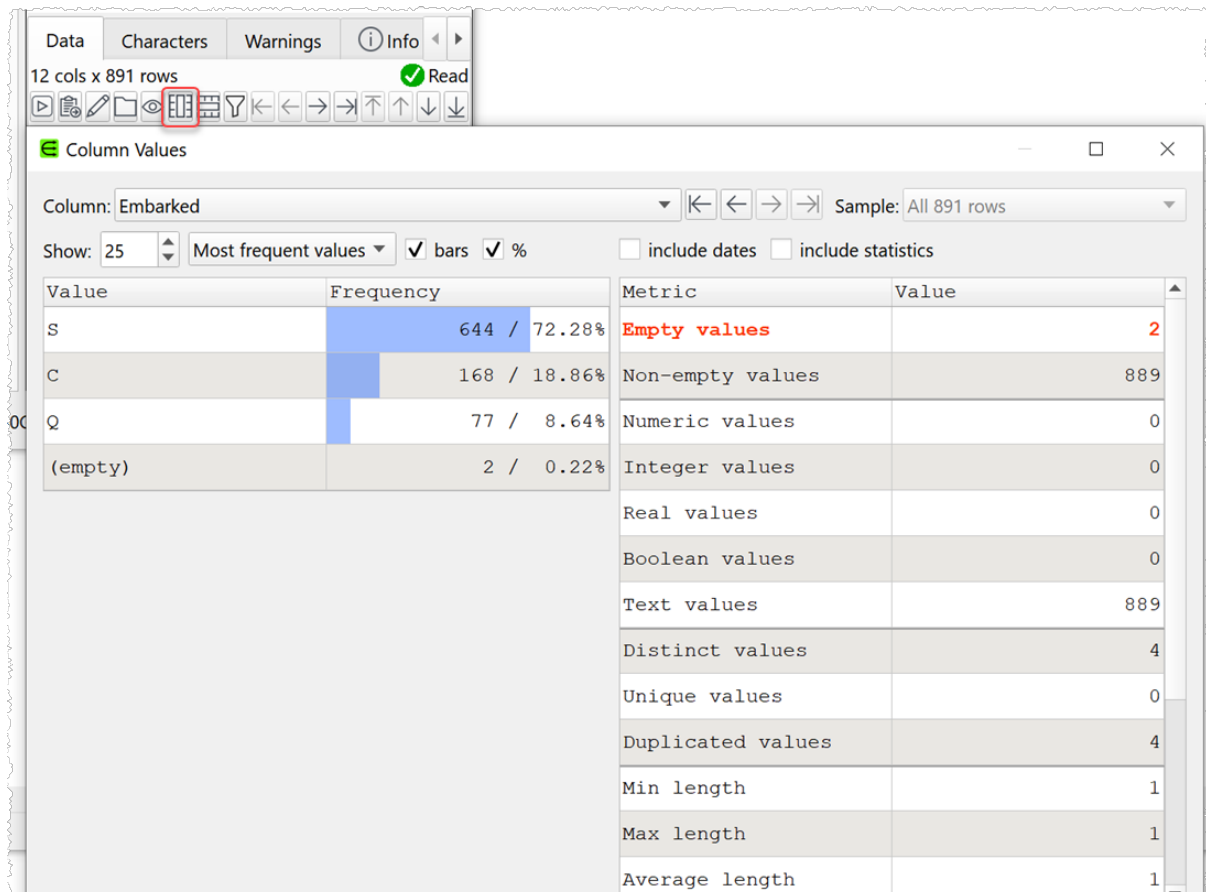 Data Characters Warnings Info
12 cols x 891 rows Read
Column Values
Column: Embarked Sample: All 891 rows
Show: 25 Most frequent values bars % include dates include statistics
Value Frequency Metric Value
S 644 / 72.28% Empty values 2
C 168 / 18.86% Non-empty values 889
Q 77 / 8.64% Numeric values 0
(empty) 2 / 0.22% Integer values 0
Real values 0
Boolean values 0
Text values 889
Distinct values 4
Unique values 0
Duplicated values 4
Min length 1
Max length 1
Average length 1